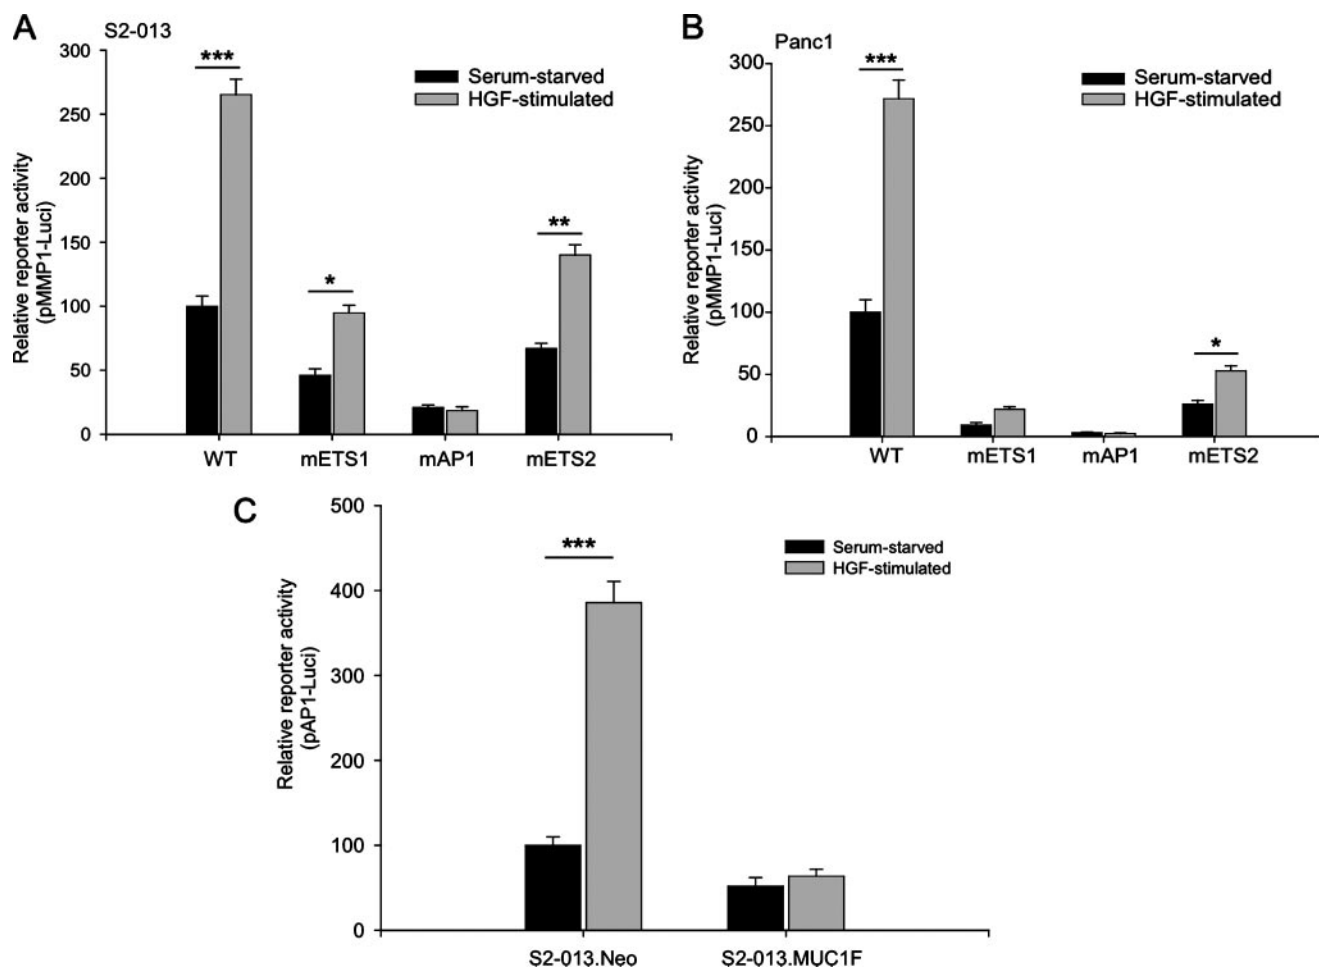 A
S2-013
300
250
200
150
100
50
0
Relative reporter activity
(pMMP1-Luci)
***
*
**
Serum-starved
HGF-stimulated
WT
mETS1
mAP1
mETS2
B
Panc1
300
250
200
150
100
50
0
Relative reporter activity
(pMMP1-Luci)
***
*
Serum-starved
HGF-stimulated
WT
mETS1
mAP1
mETS2
C
500
400
300
200
100
0
Relative reporter activity
(pAP1-Luci)
***
Serum-starved
HGF-stimulated
S2-013.Neo
S2-013.MUC1F